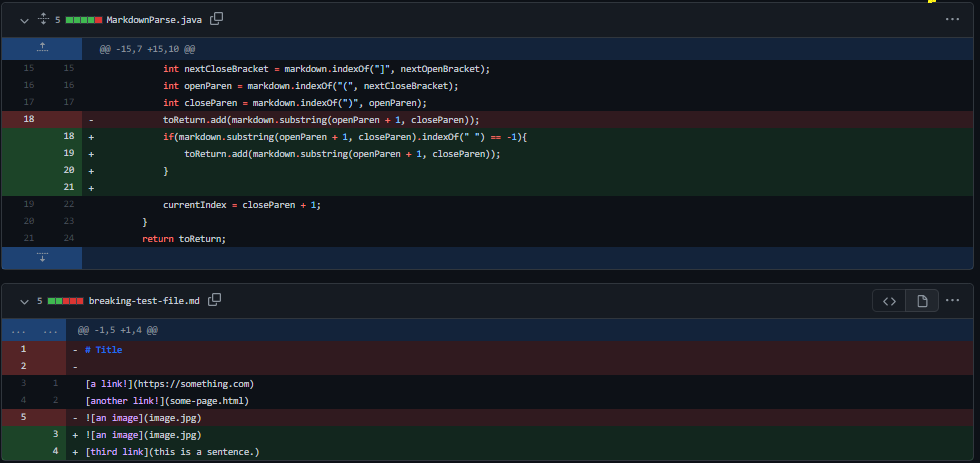 5 MarkdownParse.java
@@ -15,7 +15,10 @@
15 15 int nextCloseBracket = markdown.indexOf("]", nextOpenBracket);
16 16 int openParen = markdown.indexOf("(", nextCloseBracket);
17 17 int closeParen = markdown.indexOf(")", openParen);
18 - toReturn.add(markdown.substring(openParen + 1, closeParen));
18 + if(markdown.substring(openParen + 1, closeParen).indexOf(" ") == -1){
19 + toReturn.add(markdown.substring(openParen + 1, closeParen));
20 + }
21 +
19 22 currentIndex = closeParen + 1;
20 23 }
21 24 return toReturn;
5 breaking-test-file.md
... ... @@ -1,5 +1,4 @@
1 - # Title
2 -
3 1 [a link!](https://something.com)
4 2 [another link!](some-page.html)
5 - ![an image](image.jpg)
3 + ![an image](image.jpg)
4 + [third link](this is a sentence.)